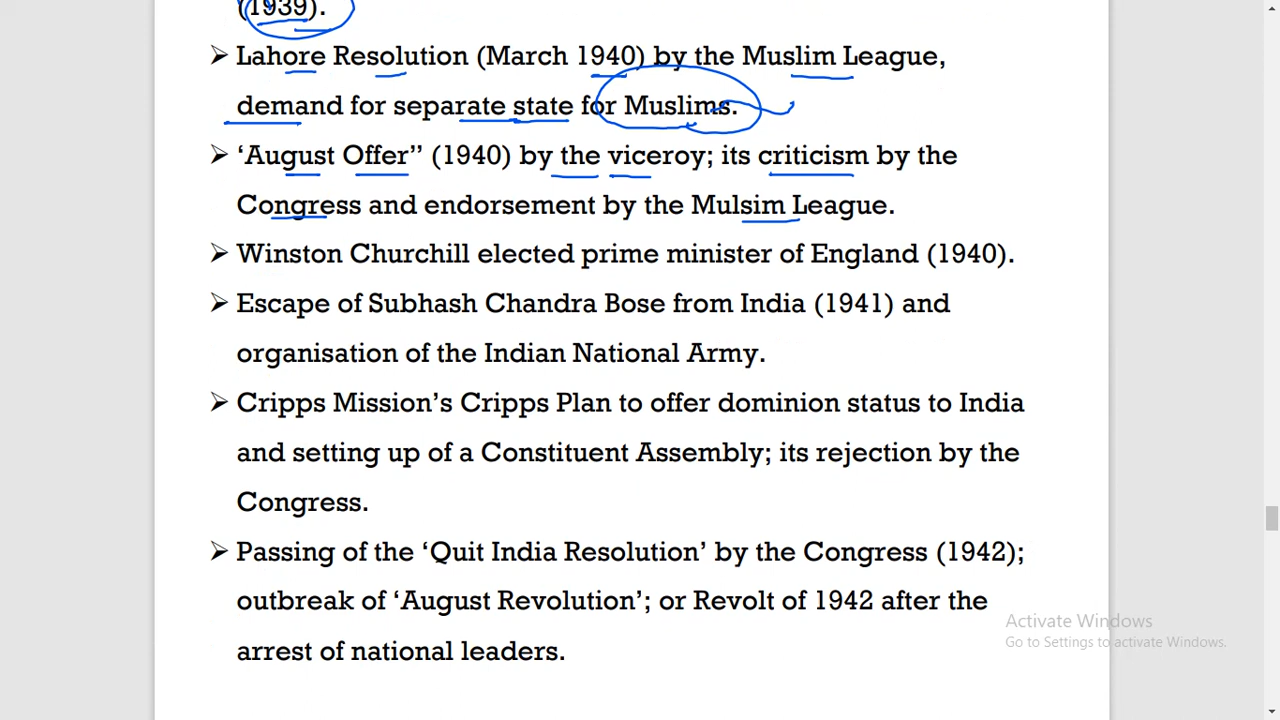 (1939).
➢ Lahore Resolution (March 1940) by the Muslim League,
demand for separate state for Muslims.
➢ ‘August Offer” (1940) by the viceroy; its criticism by the
Congress and endorsement by the Mulsim League.
➢ Winston Churchill elected prime minister of England (1940).
➢ Escape of Subhash Chandra Bose from India (1941) and
organisation of the Indian National Army.
➢ Cripps Mission’s Cripps Plan to offer dominion status to India
and setting up of a Constituent Assembly; its rejection by the
Congress.
➢ Passing of the ‘Quit India Resolution’ by the Congress (1942);
outbreak of ‘August Revolution’; or Revolt of 1942 after the
arrest of national leaders.
Activate Windows
Go to Settings to activate Windows.